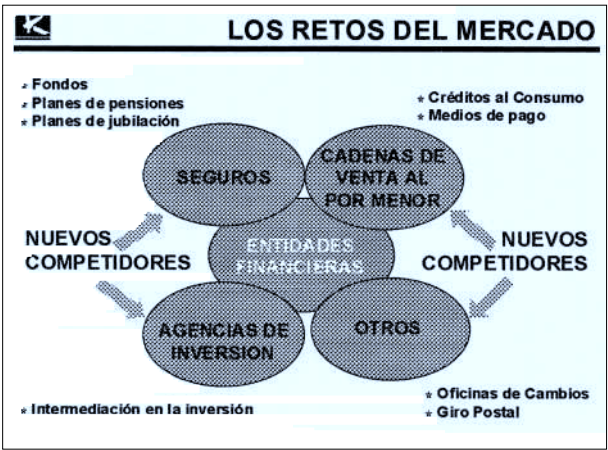 LOS RETOS DEL MERCADO
* Fondos
* Planes de pensiones
* Planes de jubilación
* Créditos al Consumo
* Medios de pago
SEGUROS
CADENAS DE
VENTA AL
POR MENOR
NUEVOS
COMPETIDORES
ENTIDADES
FINANCIERAS
NUEVOS
COMPETIDORES
AGENCIAS DE
INVERSION
OTROS
* Intermediación en la inversión
* Oficinas de Cambios
* Giro Postal